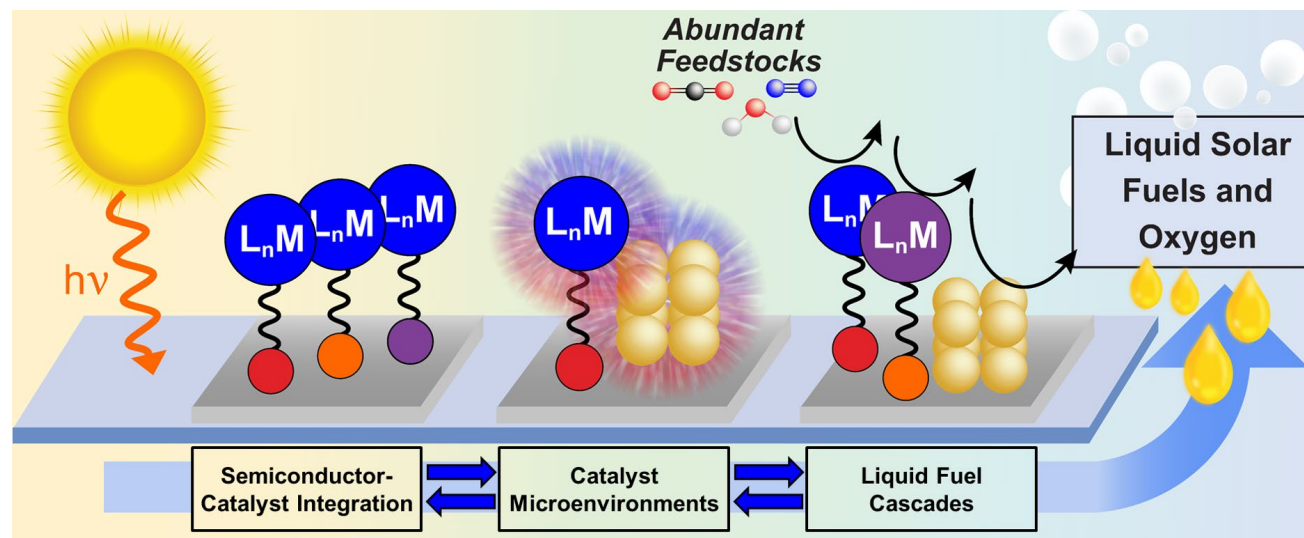 Abundant
Feedstocks
hν
LₙM
LₙM
LₙM
LₙM
LₙM
LₙM
Liquid Solar
Fuels and
Oxygen
Semiconductor-
Catalyst Integration
Catalyst
Microenvironments
Liquid Fuel
Cascades